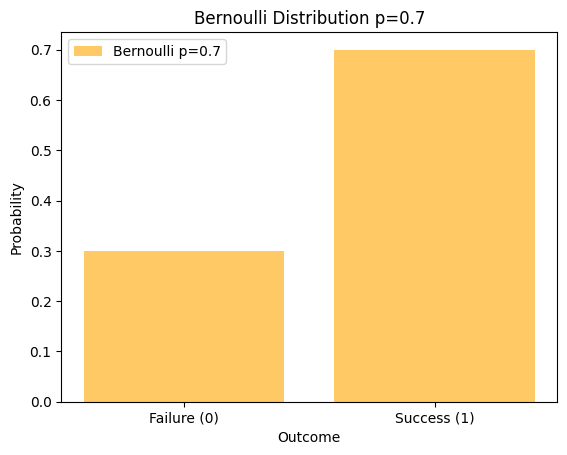 Bernoulli Distribution p=0.7
Bernoulli p=0.7
0.7
0.6
0.5
0.4
0.3
0.2
0.1
0.0
Probability
Failure (0)
Success (1)
Outcome